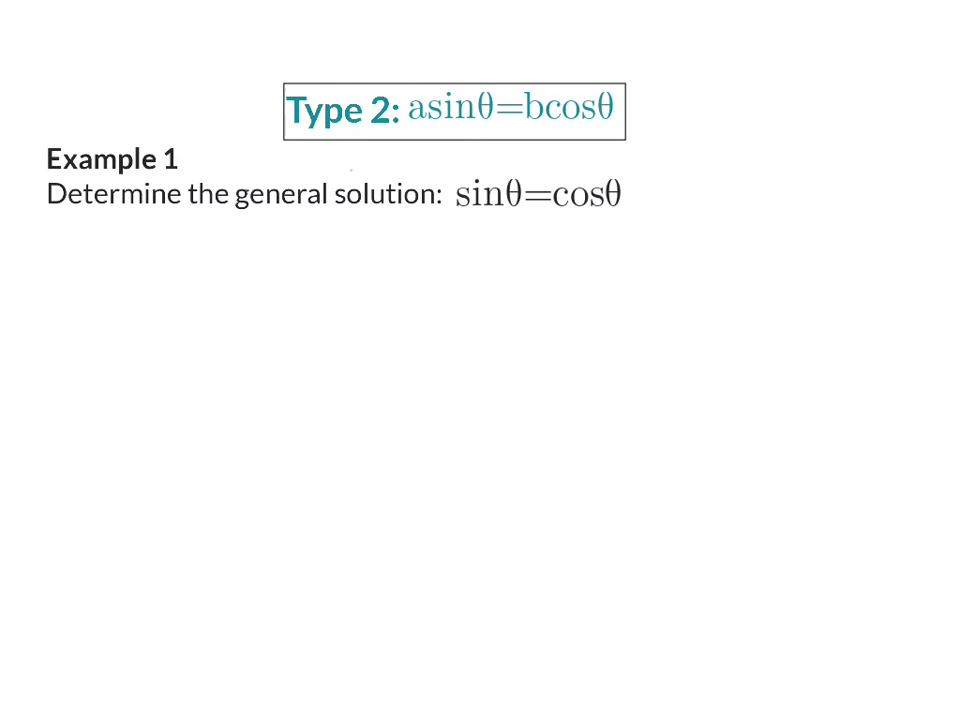 Type 2: asinθ=bcosθ
Example 1
Determine the general solution: sinθ=cosθ